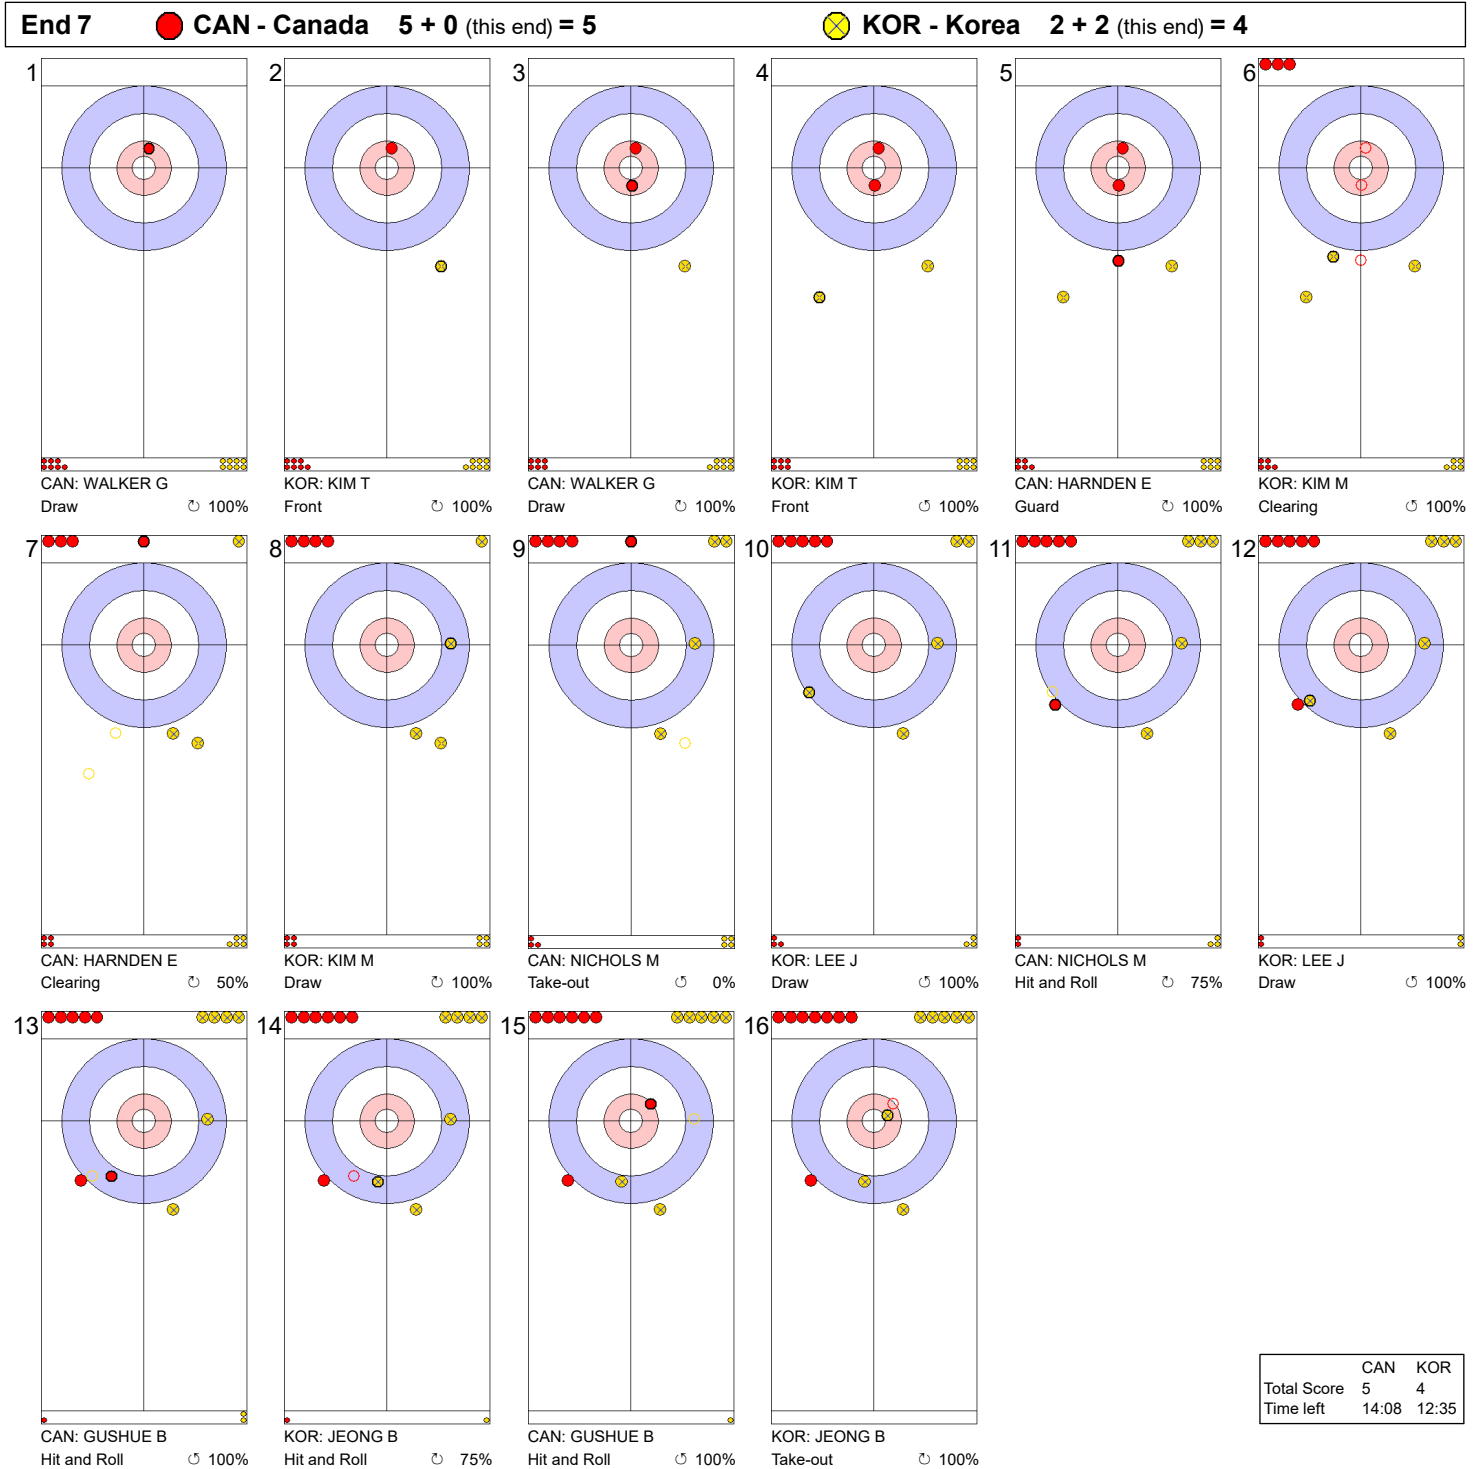 End 7 CAN - Canada 5 + 0 (this end) = 5 KOR - Korea 2 + 2 (this end) = 4
1 2 3 4 5 6
CAN: WALKER G KOR: KIM T CAN: WALKER G KOR: KIM T CAN: HARNDEN E KOR: KIM M
Draw ↻ 100% Front ↻ 100% Draw ↻ 100% Front ↻ 100% Guard ↻ 100% Clearing ↻ 100%
7 8 9 10 11 12
CAN: HARNDEN E KOR: KIM M CAN: NICHOLS M KOR: LEE J CAN: NICHOLS M KOR: LEE J
Clearing ↻ 50% Draw ↻ 100% Take-out ↺ 0% Draw ↺ 100% Hit and Roll ↻ 75% Draw ↺ 100%
13 14 15 16
CAN: GUSHUE B KOR: JEONG B CAN: GUSHUE B KOR: JEONG B
Hit and Roll ↺ 100% Hit and Roll ↻ 75% Hit and Roll ↺ 100% Take-out ↺ 100%
CAN KOR
Total Score 5 4
Time left 14:08 12:35